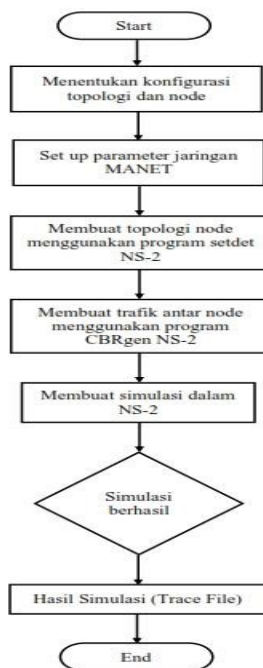 Start
Menentukan konfigurasi
topologi dan node
Set up parameter jaringan
MANET
Membuat topologi node
menggunakan program setdet
NS-2
Membuat trafik antar node
menggunakan program
CBRgen NS-2
Membuat simulasi dalam
NS-2
Simulasi
berhasil
Hasil Simulasi (Trace File)
End